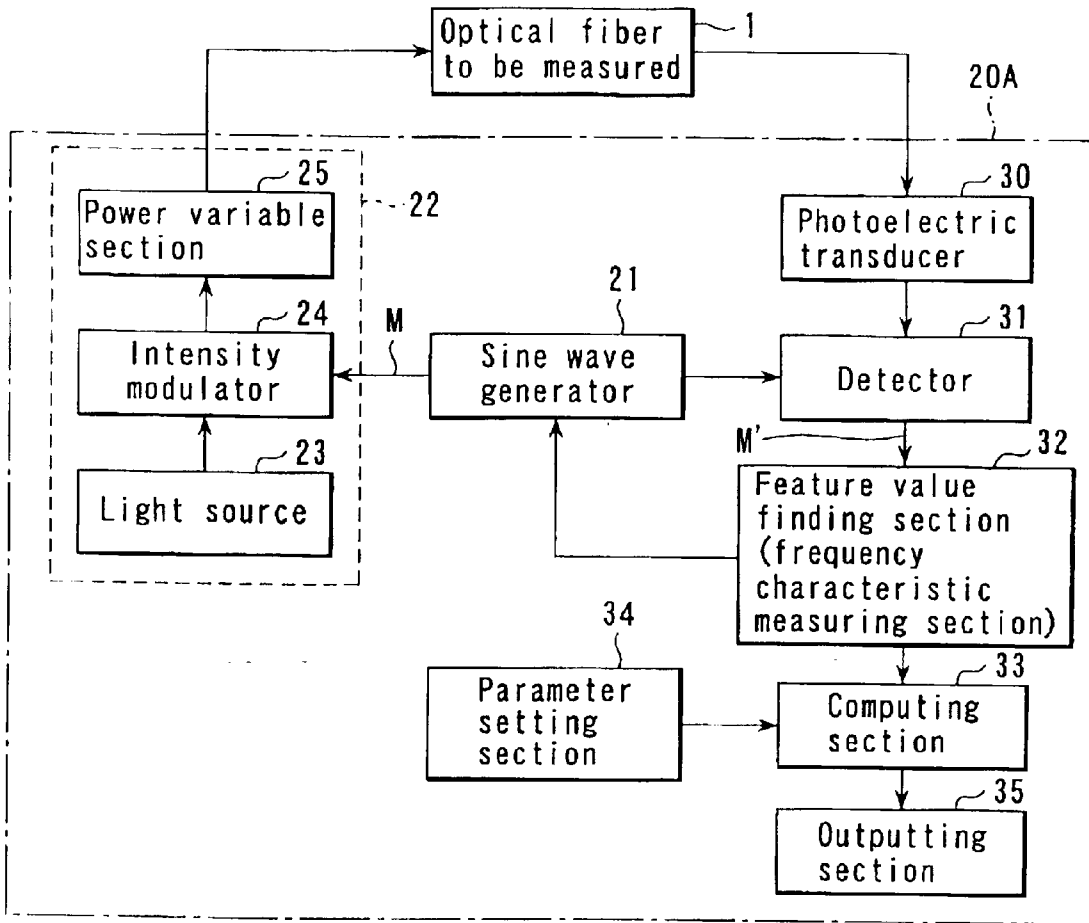 1
Optical fiber
to be measured
20A
25
Power variable
section
22
30
Photoelectric
transducer
24
Intensity
modulator
M
21
Sine wave
generator
31
Detector
M'
23
Light source
32
Feature value
finding section
(frequency
characteristic
measuring section)
34
Parameter
setting
section
33
Computing
section
35
Outputting
section